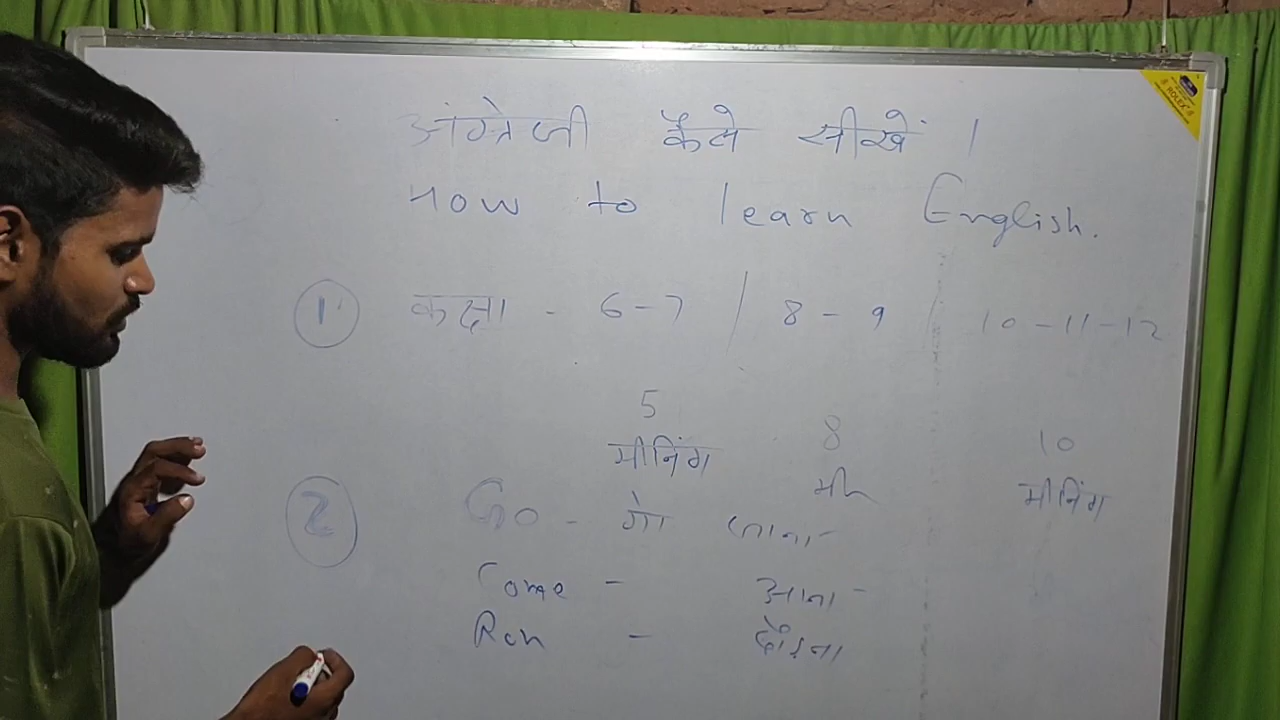 अंग्रेजी कैसे सीखें ।
How to learn English.
1 कक्षा - 6-7 / 8 - 9 / 10 -11 -12
5 8 10
मीनिंग मीन मीनिंग
2 Go - गो जाना
Come - आना -
Run - दौड़ना
ROLEX